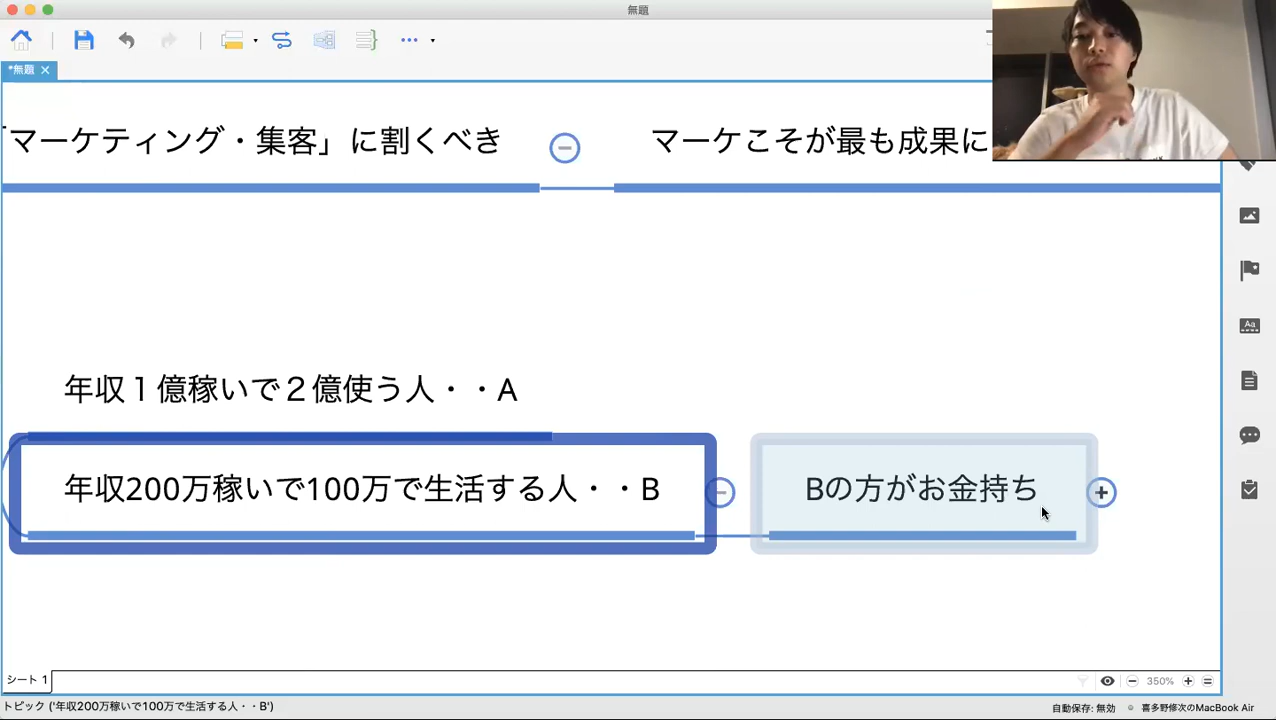 無題
*無題
「マーケティング・集客」に割くべき
マーケこそが最も成果に
年収１億稼いで２億使う人・・A
年収200万稼いで100万で生活する人・・B
Bの方がお金持ち
Aa
シート 1
350%
トピック ('年収200万稼いで100万で生活する人・・B')
自動保存: 無効
喜多野修次のMacBook Air